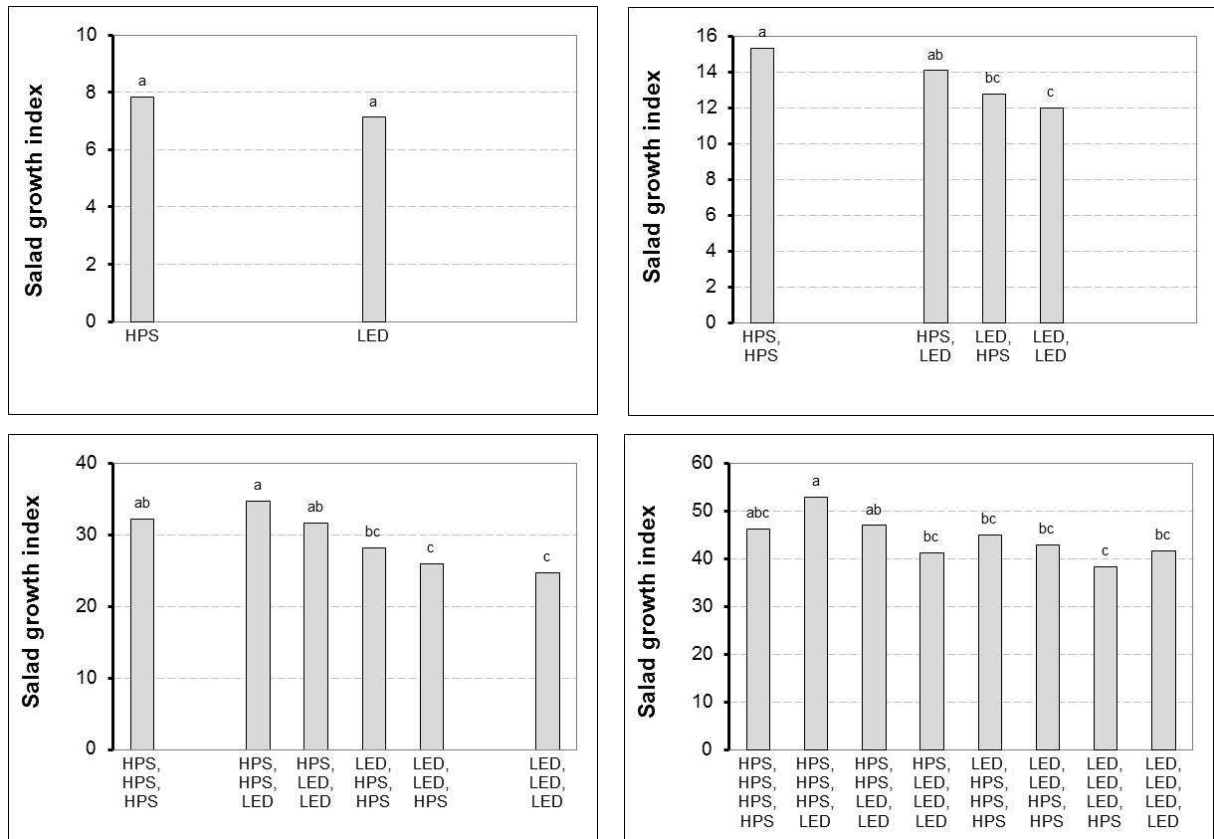 10
8
6
4
2
0
Salad growth index
a
a
HPS
LED
16
14
12
10
8
6
4
2
0
Salad growth index
a
ab
bc
c
HPS,
HPS
HPS,
LED
LED,
HPS
LED,
LED
40
30
20
10
0
Salad growth index
ab
a
ab
bc
c
c
HPS,
HPS,
HPS
HPS,
HPS,
LED
HPS,
LED,
LED
LED,
HPS,
HPS
LED,
LED,
HPS
LED,
LED,
LED
60
50
40
30
20
10
0
Salad growth index
abc
a
ab
bc
bc
bc
c
bc
HPS,
HPS,
HPS,
HPS
HPS,
HPS,
HPS,
LED
HPS,
HPS,
LED,
LED
HPS,
LED,
LED,
LED
LED,
HPS,
HPS,
HPS
LED,
LED,
HPS,
HPS
LED,
LED,
LED,
HPS
LED,
LED,
LED,
LED